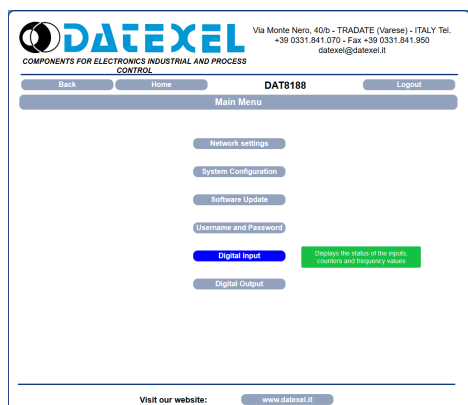 DATEXEL
Via Monte Nero, 40/b - TRADATE (Varese) - ITALY Tel.
+39 0331.841.070 - Fax +39 0331.841.950
datexel@datexel.it
COMPONENTS FOR ELECTRONICS INDUSTRIAL AND PROCESS
CONTROL
Back
Home
DAT8188
Logout
Main Menu
Network settings
System Configuration
Software Update
Username and Password
Digital Input
Displays the status of the inputs,
counters and frequency values
Digital Output
Visit our website:
www.datexel.it